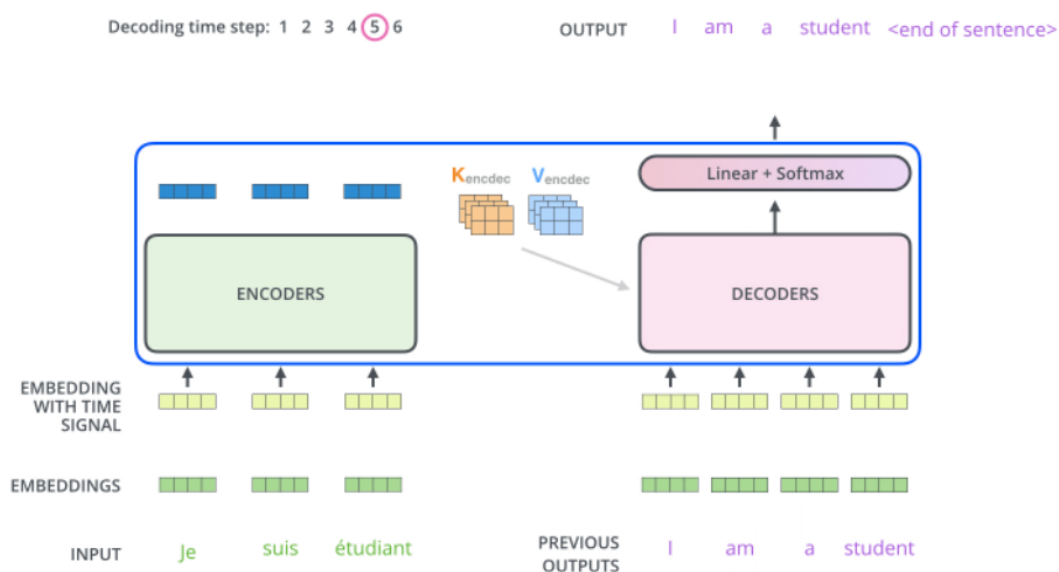 Decoding time step: 1 2 3 4 5 6
OUTPUT I am a student <end of sentence>
Kencdec Vencdec
Linear + Softmax
ENCODERS
DECODERS
EMBEDDING
WITH TIME
SIGNAL
EMBEDDINGS
INPUT Je suis étudiant
PREVIOUS
OUTPUTS I am a student